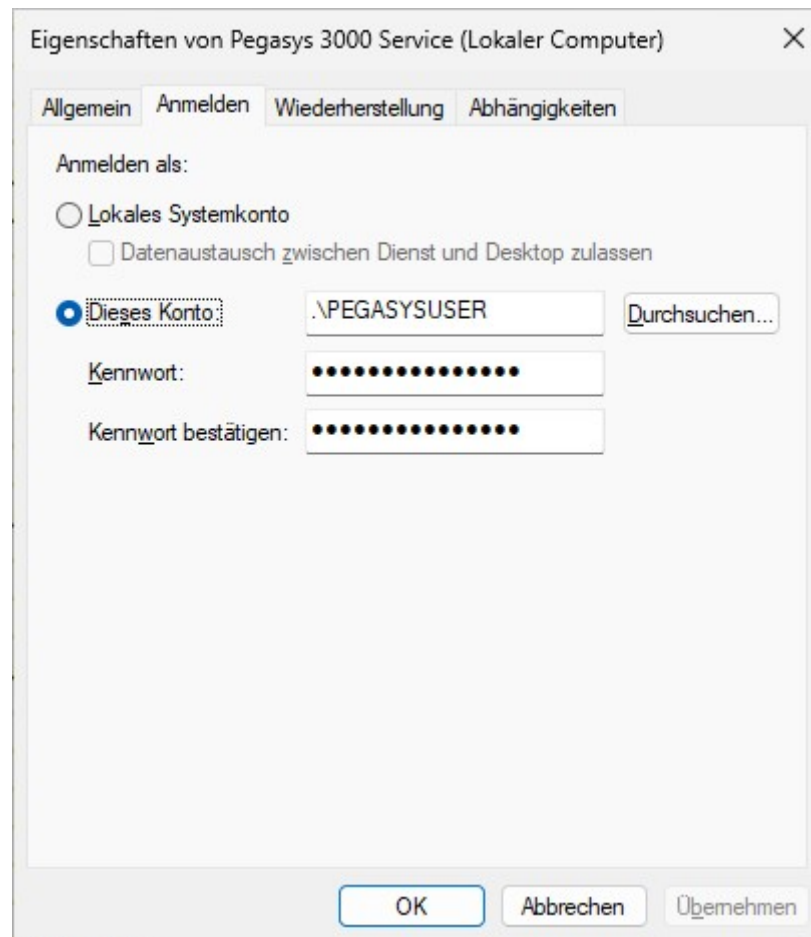 Eigenschaften von Pegasys 3000 Service (Lokaler Computer)
Allgemein Anmelden Wiederherstellung Abhängigkeiten
Anmelden als:
Lokales Systemkonto
Datenaustausch zwischen Dienst und Desktop zulassen
Dieses Konto: .\PEGASYSUSER Durchsuchen...
Kennwort: •••••••••••••••
Kennwort bestätigen: •••••••••••••••
OK Abbrechen Übernehmen